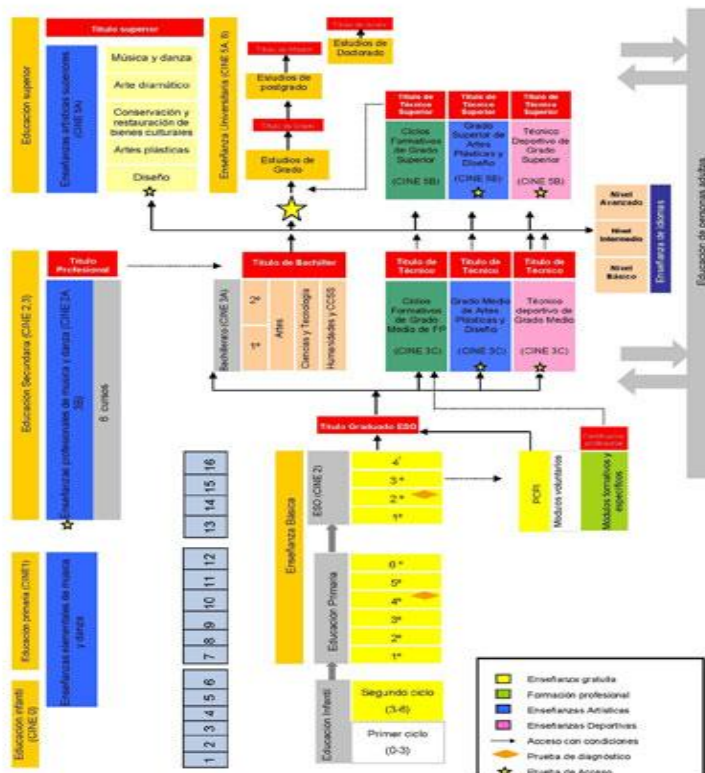 Educación superior
Enseñanzas artísticas superiores
(CINE 5A)
Título superior
Música y danza
Arte dramático
Conservación y
restauración de
bienes culturales
Artes plásticas
Diseño
Enseñanza Universitaria (CINE 5A, 6)
Estudios de
postgrado
Estudios de
Grado
Estudios de
Doctorado
Título de
Técnico
Superior
Título de
Técnico
Superior
Título de
Técnico
Superior
Ciclos
Formativos
de Grado
Superior
(CINE 5B)
Grado
Superior de
Artes
Plásticas y
Diseño
(CINE 5B)
Técnico
Deportivo de
Grado
Superior
(CINE 5B)
Nivel
Avanzado
Nivel
Intermedio
Nivel
Básico
Enseñanza de idiomas
Educación de personas adultas
Educación Secundaria (CINE 2,3)
Enseñanzas profesionales de música y danza (CINE 2A
3B)
Título
Profesional
6 cursos
Título de Bachiller
Bachillerato (CINE 3A)
1º
2º
Artes
Ciencias y Tecnología
Humanidades y CCSS
Título de
Técnico
Título de
Técnico
Título de
Técnico
Ciclos
Formativos
de Grado
Medio de FP
(CINE 3C)
Grado Medio
de Artes
Plásticas y
Diseño
(CINE 3C)
Técnico
deportivo de
Grado Medio
(CINE 3C)
Título Graduado ESO
Enseñanza Básica
ESO (CINE 2)
4º
3º
2º
1º
PCPI
Módulos voluntarios
Módulos formativos y
específicos
13 14 15 16
Educación primaria (CINE1)
Enseñanzas elementales de música
y danza
7 8 9 10 11 12
Educación Primaria
6º
5º
4º
3º
2º
1º
Educación infantil
(CINE 0)
1 2 3 4 5 6
Educación Infantil
Segundo ciclo
(3-6)
Primer ciclo
(0-3)
Enseñanza gratuita
Formación profesional
Enseñanzas Artísticas
Enseñanzas Deportivas
Acceso con condiciones
Prueba de diagnóstico
Prueba de Acceso